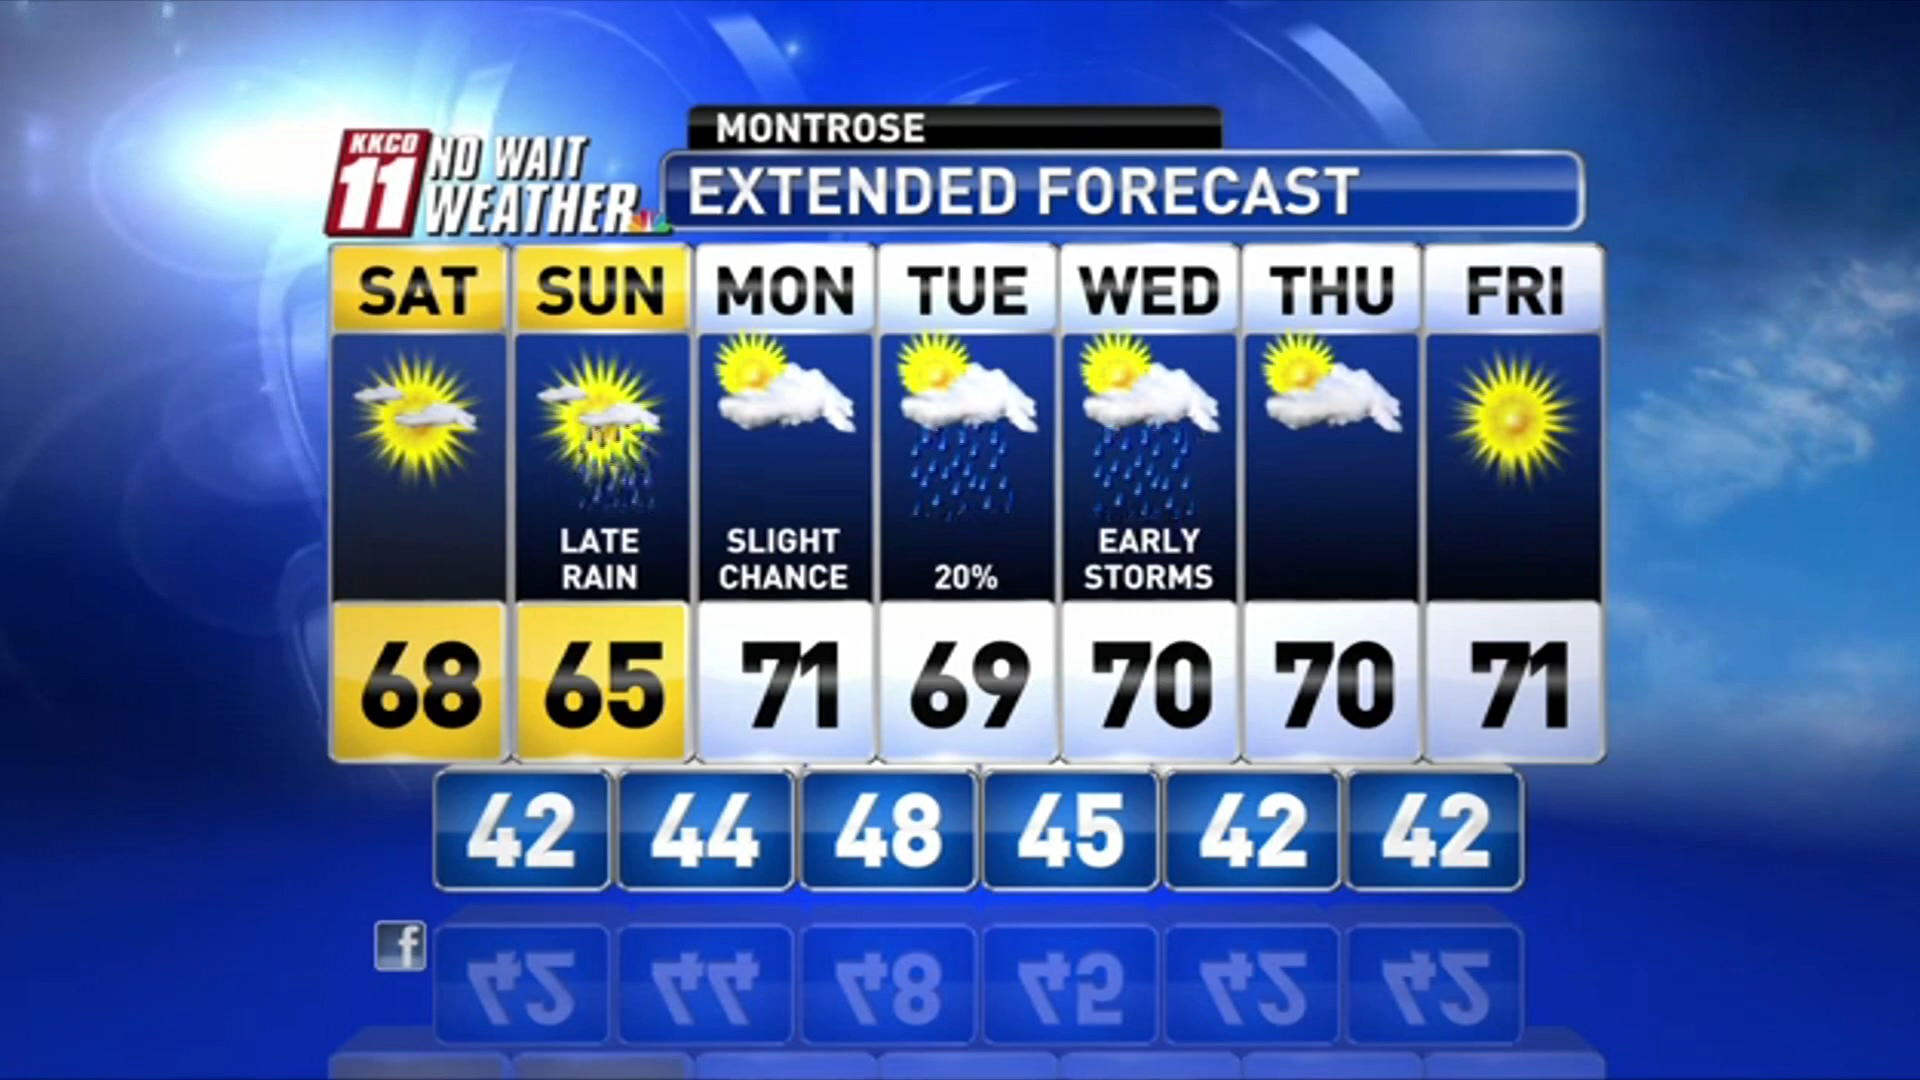 MONTROSE
KKCO
11
NO WAIT
WEATHER
EXTENDED FORECAST
SAT SUN MON TUE WED THU FRI
LATE RAIN
SLIGHT CHANCE
20%
EARLY STORMS
68 65 71 69 70 70 71
42 44 48 45 42 42
f